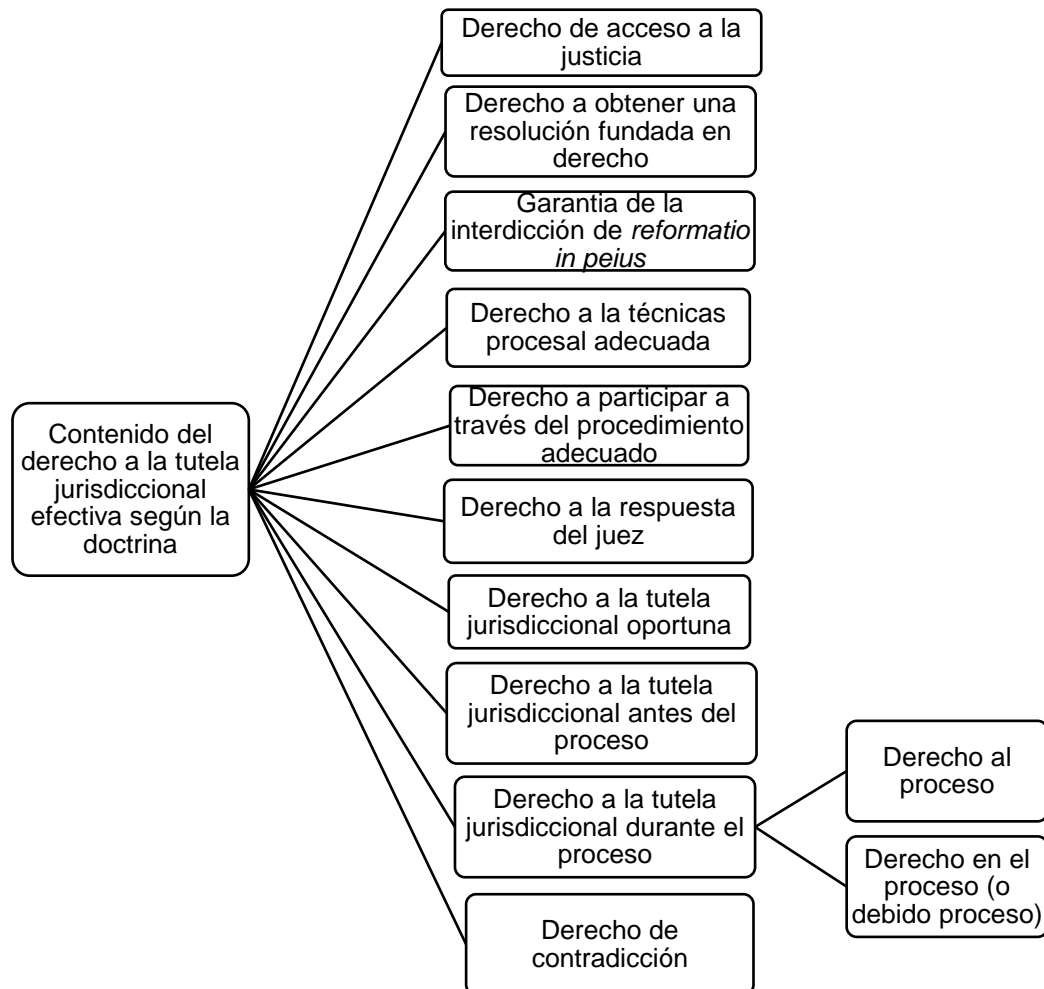 Derecho de acceso a la
justicia
Derecho a obtener una
resolución fundada en
derecho
Garantia de la
interdicción de reformatio
in peius
Derecho a la técnicas
procesal adecuada
Derecho a participar a
través del procedimiento
adecuado
Contenido del
derecho a la tutela
jurisdiccional
efectiva según la
doctrina
Derecho a la respuesta
del juez
Derecho a la tutela
jurisdiccional oportuna
Derecho a la tutela
jurisdiccional antes del
proceso
Derecho a la tutela
jurisdiccional durante el
proceso
Derecho al
proceso
Derecho en el
proceso (o
debido proceso)
Derecho de
contradicción